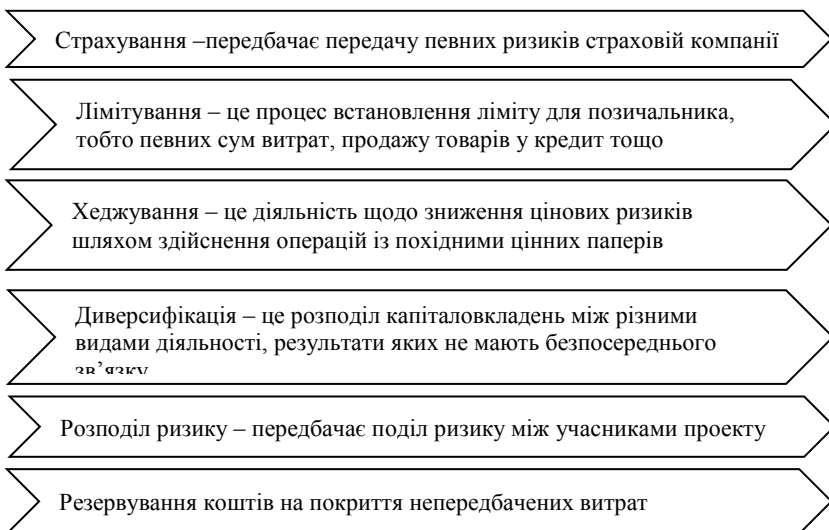 Страхування –передбачає передачу певних ризиків страховій компанії
Лімітування – це процес встановлення ліміту для позичальника,
тобто певних сум витрат, продажу товарів у кредит тощо
Хеджування – це діяльність щодо зниження цінових ризиків
шляхом здійснення операцій із похідними цінних паперів
Диверсифікація – це розподіл капіталовкладень між різними
видами діяльності, результати яких не мають безпосереднього
зв’язку
Розподіл ризику – передбачає поділ ризику між учасниками проекту
Резервування коштів на покриття непередбачених витрат